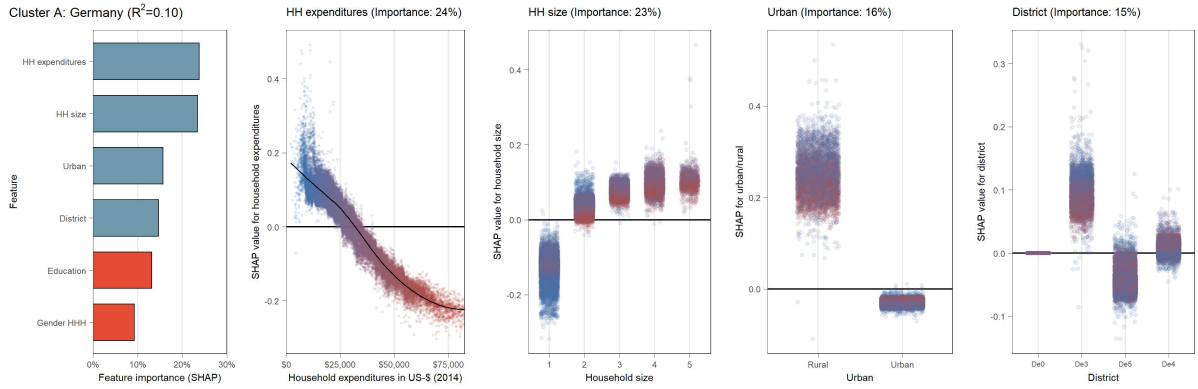 Cluster A: Germany (R²=0.10)
Feature
HH expenditures
HH size
Urban
District
Education
Gender HHH
0%
10%
20%
30%
Feature importance (SHAP)
HH expenditures (Importance: 24%)
SHAP value for household expenditures
0.4
0.2
0.0
-0.2
$0
$25,000
$50,000
$75,000
Household expenditures in US-$ (2014)
HH size (Importance: 23%)
SHAP value for household size
0.4
0.2
0.0
-0.2
1
2
3
4
5
Household size
Urban (Importance: 16%)
SHAP for urban/rural
0.4
0.2
0.0
Rural
Urban
Urban
District (Importance: 15%)
SHAP value for district
0.3
0.2
0.1
0.0
-0.1
De0
De3
De5
De4
District